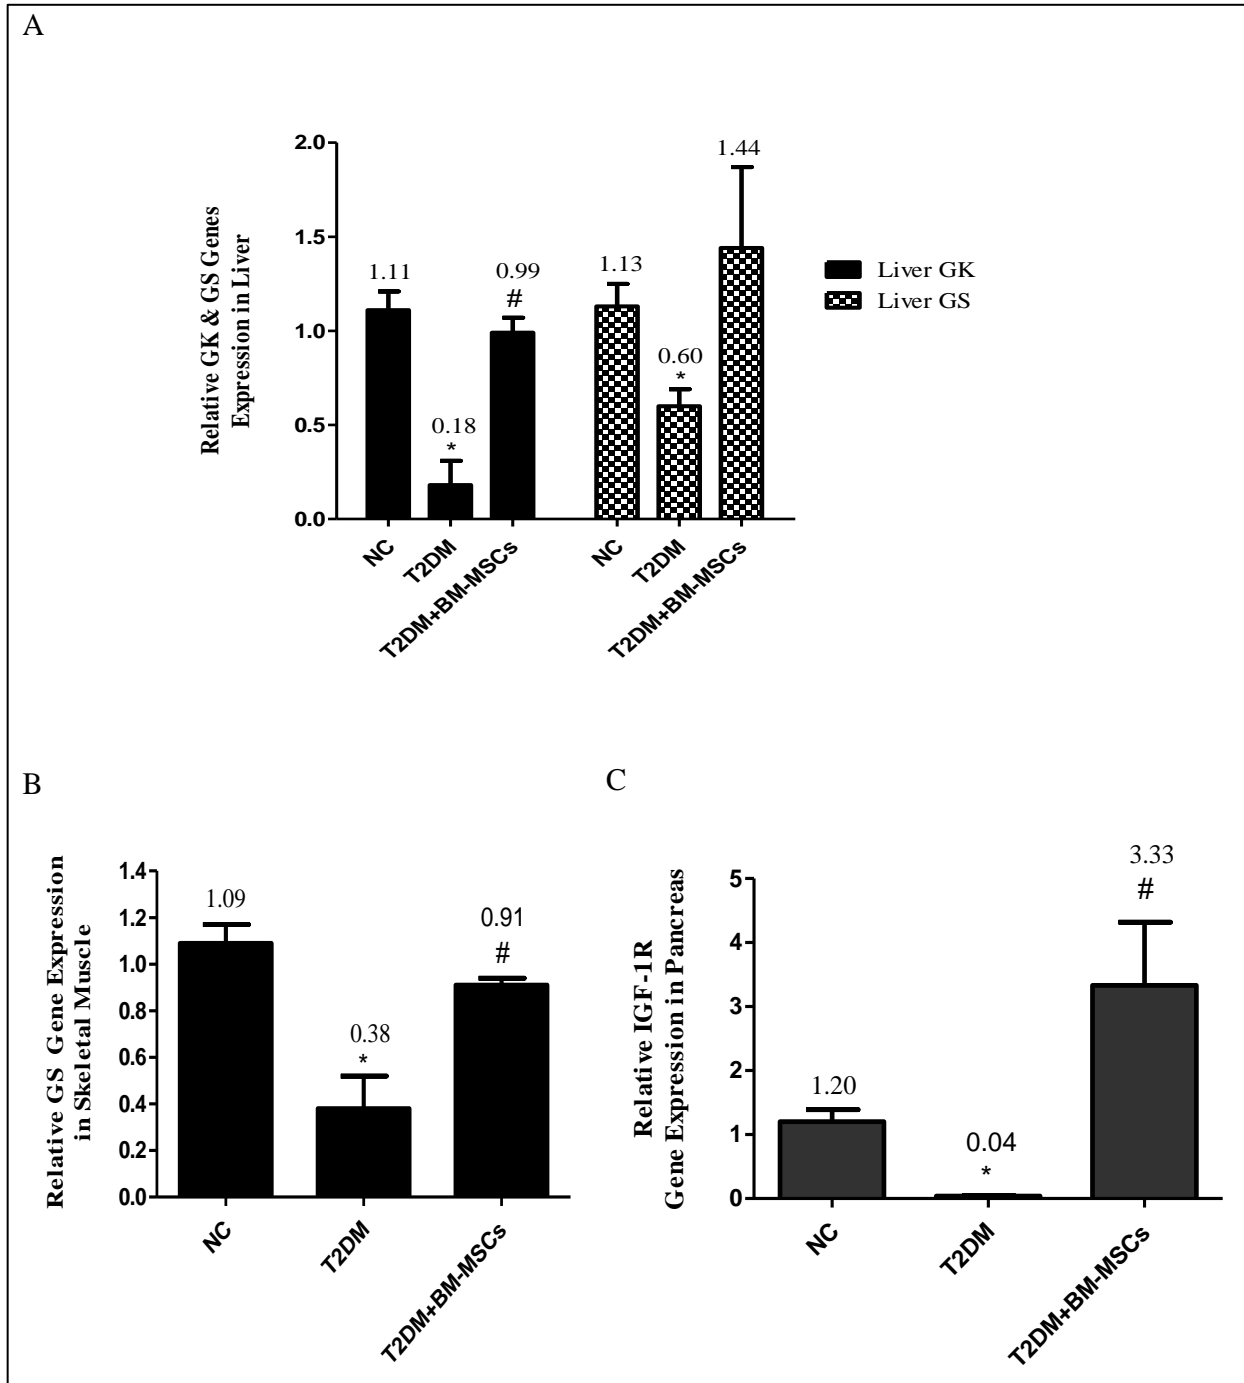 A
Relative GK & GS Genes
Expression in Liver
2.0
1.5
1.0
0.5
0.0
1.11
0.18
*
0.99
#
1.13
0.60
*
1.44
NC
T2DM
T2DM+BM-MSCs
NC
T2DM
T2DM+BM-MSCs
Liver GK
Liver GS
B
Relative GS Gene Expression
in Skeletal Muscle
1.4
1.2
1.0
0.8
0.6
0.4
0.2
0.0
1.09
0.38
*
0.91
#
NC
T2DM
T2DM+BM-MSCs
C
Relative IGF-1R
Gene Expression in Pancreas
5
4
3
2
1
0
1.20
0.04
*
3.33
#
NC
T2DM
T2DM+BM-MSCs